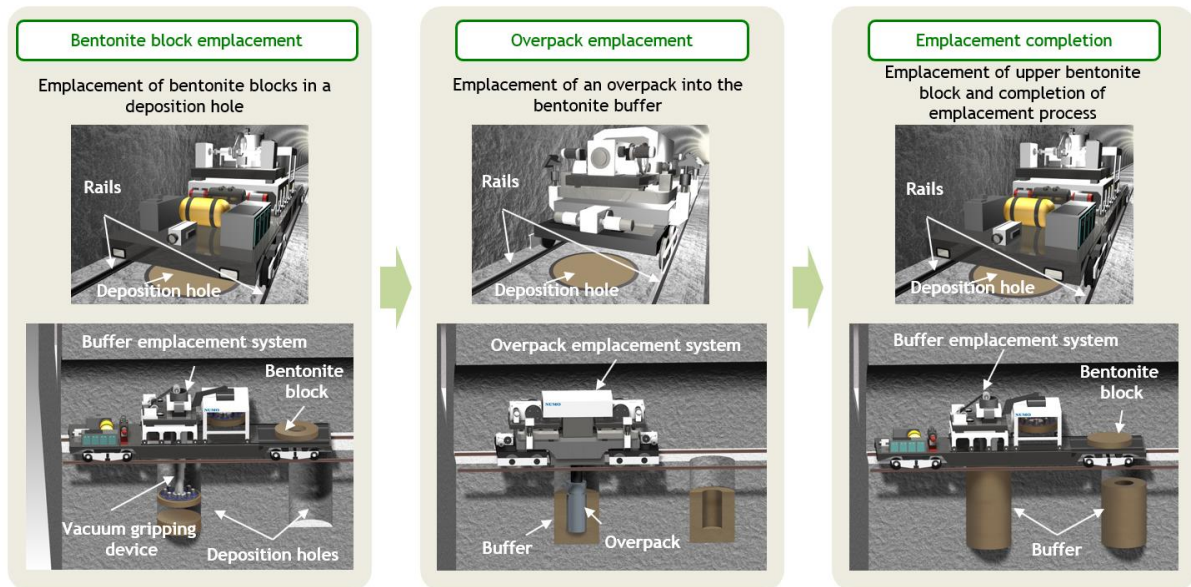 Bentonite block emplacement
Emplacement of bentonite blocks in a
deposition hole
Rails
Deposition hole
Buffer emplacement system
Bentonite
block
Vacuum gripping
device
Deposition holes
Overpack emplacement
Emplacement of an overpack into the
bentonite buffer
Rails
Deposition hole
Overpack emplacement system
Buffer
Overpack
Emplacement completion
Emplacement of upper bentonite
block and completion of
emplacement process
Rails
Deposition hole
Buffer emplacement system
Bentonite
block
Buffer